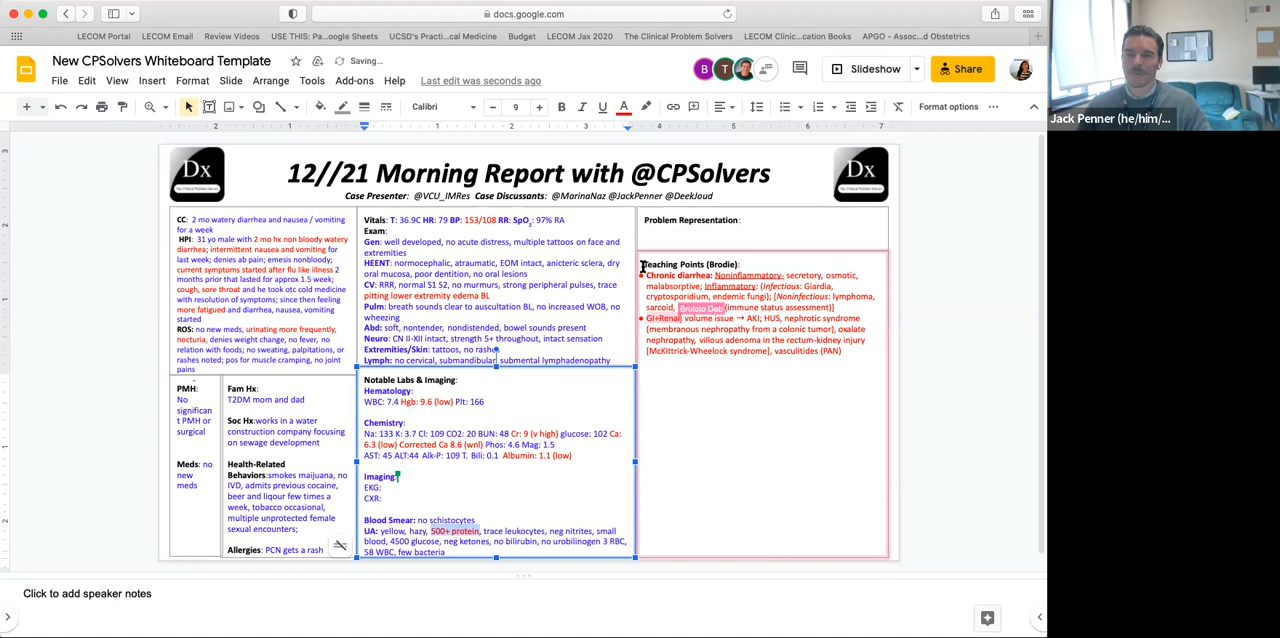 docs.google.com
LECOM Portal
LECOM Email
Review Videos
USE THIS: Pa...oogle Sheets
UCSD's Practi...cal Medicine
Budget
LECOM Jax 2020
The Clinical Problem Solvers
LECOM Clinic...cation Books
APGO - Assoc...d Obstetrics
New CPSolvers Whiteboard Template
Saving...
File Edit View Insert Format Slide Arrange Tools Add-ons Help Last edit was seconds ago
B T
Slideshow
Share
Calibri
9
B I U A
Format options
Jack Penner (he/him/...
Dx
The Clinical Problem Solvers
12//21 Morning Report with @CPSolvers
Case Presenter: @VCU_IMRes Case Discussants: @MarinaNaz @JackPenner @DeekJoud
Dx
The Clinical Problem Solvers
CC: 2 mo watery diarrhea and nausea / vomiting
for a week
HPI: 31 yo male with 2 mo hx non bloody watery
diarrhea; intermittent nausea and vomiting for
last week; denies ab pain; emesis nonbloody;
current symptoms started after flu like illness 2
months prior that lasted for approx 1.5 week;
cough, sore throat and he took otc cold medicine
with resolution of symptoms; since then feeling
more fatigued and diarrhea, nausea, vomiting
started
ROS: no new meds, urinating more frequently,
nocturia, denies weight change, no fever, no
relation with foods; no sweating, palpitations, or
rashes noted; pos for muscle cramping, no joint
pains
PMH:
No
significan
t PMH or
surgical
Meds: no
new
meds
Fam Hx:
T2DM mom and dad
Soc Hx:works in a water
construction company focusing
on sewage development
Health-Related
Behaviors:smokes maijuana, no
IVD, admits previous cocaine,
beer and liqour few times a
week, tobacco occasional,
multiple unprotected female
sexual encounters;
Allergies: PCN gets a rash
Vitals: T: 36.9C HR: 79 BP: 153/108 RR: SpO2: 97% RA
Exam:
Gen: well developed, no acute distress, multiple tattoos on face and
extremities
HEENT: normocephalic, atraumatic, EOM intact, anicteric sclera, dry
oral mucosa, poor dentition, no oral lesions
CV: RRR, normal S1 S2, no murmurs, strong peripheral pulses, trace
pitting lower extremity edema BL
Pulm: breath sounds clear to auscultation BL, no increased WOB, no
wheezing
Abd: soft, nontender, nondistended, bowel sounds present
Neuro: CN II-XII intact, strength 5+ throughout, intact sensation
Extremities/Skin: tattoos, no rashe
Lymph: no cervical, submandibular, submental lymphadenopathy
Notable Labs & Imaging:
Hematology:
WBC: 7.4 Hgb: 9.6 (low) Plt: 166
Chemistry:
Na: 133 K: 3.7 Cl: 109 CO2: 20 BUN: 48 Cr: 9 (v high) glucose: 102 Ca:
6.3 (low) Corrected Ca 8.6 (wnl) Phos: 4.6 Mag: 1.5
AST: 45 ALT:44 Alk-P: 109 T. Bili: 0.1 Albumin: 1.1 (low)
Imaging:
EKG:
CXR:
Blood Smear: no schistocytes
UA: yellow, hazy, 500+ protein, trace leukocytes, neg nitrites, small
blood, 4500 glucose, neg ketones, no bilirubin, no urobilinogen 3 RBC,
58 WBC, few bacteria
Problem Representation:
Teaching Points (Brodie):
Chronic diarrhea: Noninflammatory- secretory, osmotic,
malabsorptive; Inflammatory: (Infectious: Giardia,
cryptosporidium, endemic fungi); [Noninfectious: lymphoma,
sarcoid, (immune status assessment)]
GI+Renal volume issue → AKI; HUS, nephrotic syndrome
(membranous nephropathy from a colonic tumor), oxalate
nephropathy, villous adenoma in the rectum-kidney injury
[McKittrick-Wheelock syndrome), vasculitides (PAN)
Click to add speaker notes